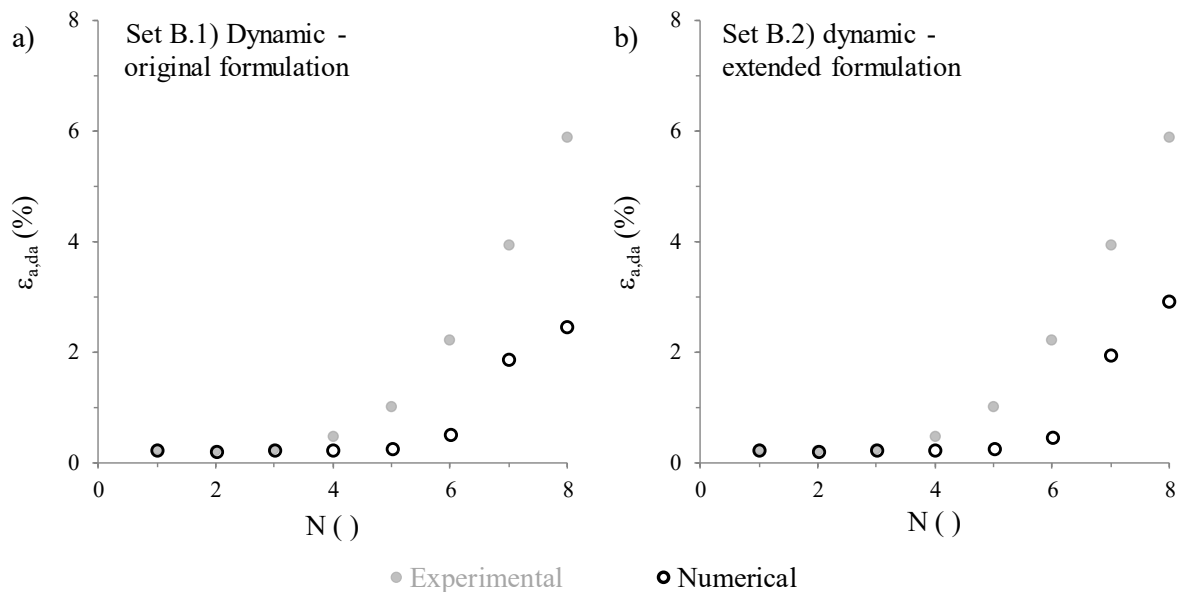 a)
Set B.1) Dynamic -
original formulation
8
6
4
2
0
ε a,da (%)
0 2 4 6 8
N ( )
b)
Set B.2) dynamic -
extended formulation
8
6
4
2
0
ε a,da (%)
0 2 4 6 8
N ( )
Experimental
Numerical